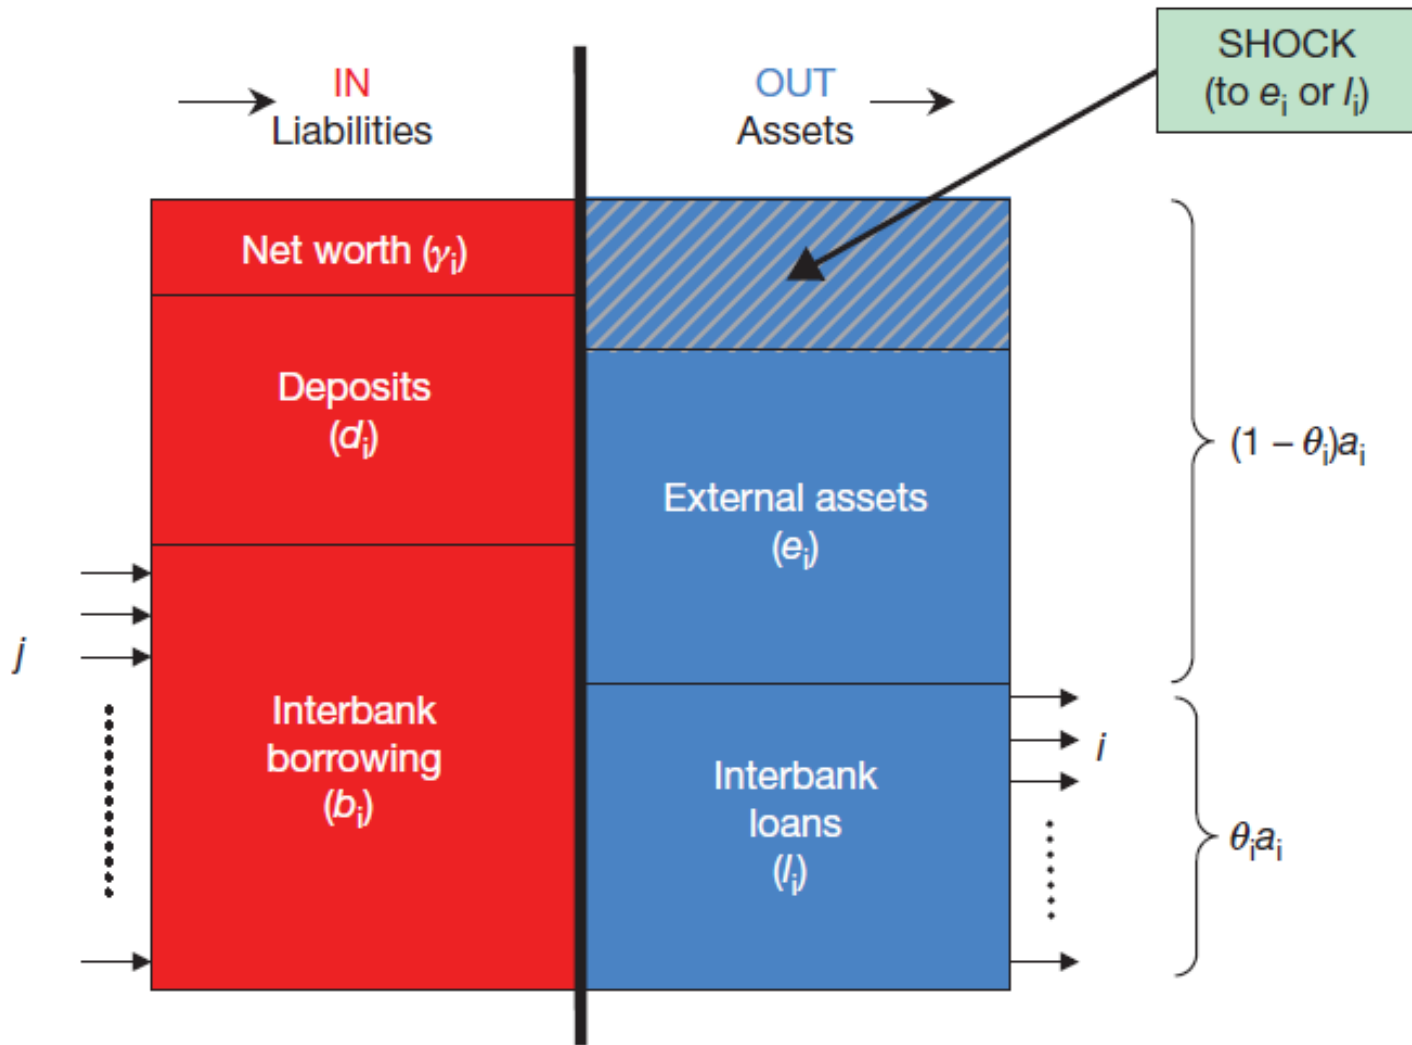 SHOCK
(to eᵢ or lᵢ)
IN
Liabilities
OUT
Assets
Net worth (γᵢ)
Deposits
(dᵢ)
External assets
(eᵢ)
(1 – θᵢ)aᵢ
j
Interbank
borrowing
(bᵢ)
Interbank
loans
(lᵢ)
i
θᵢaᵢ